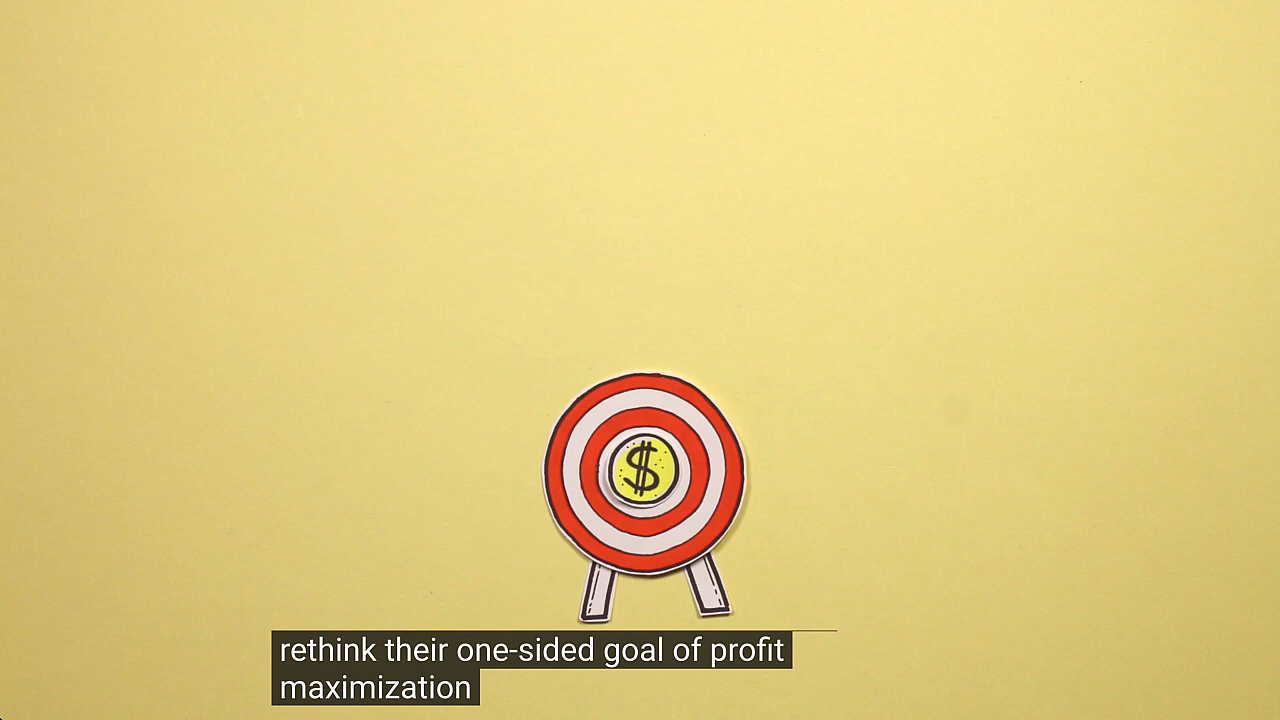 $
rethink their one-sided goal of profit
maximization